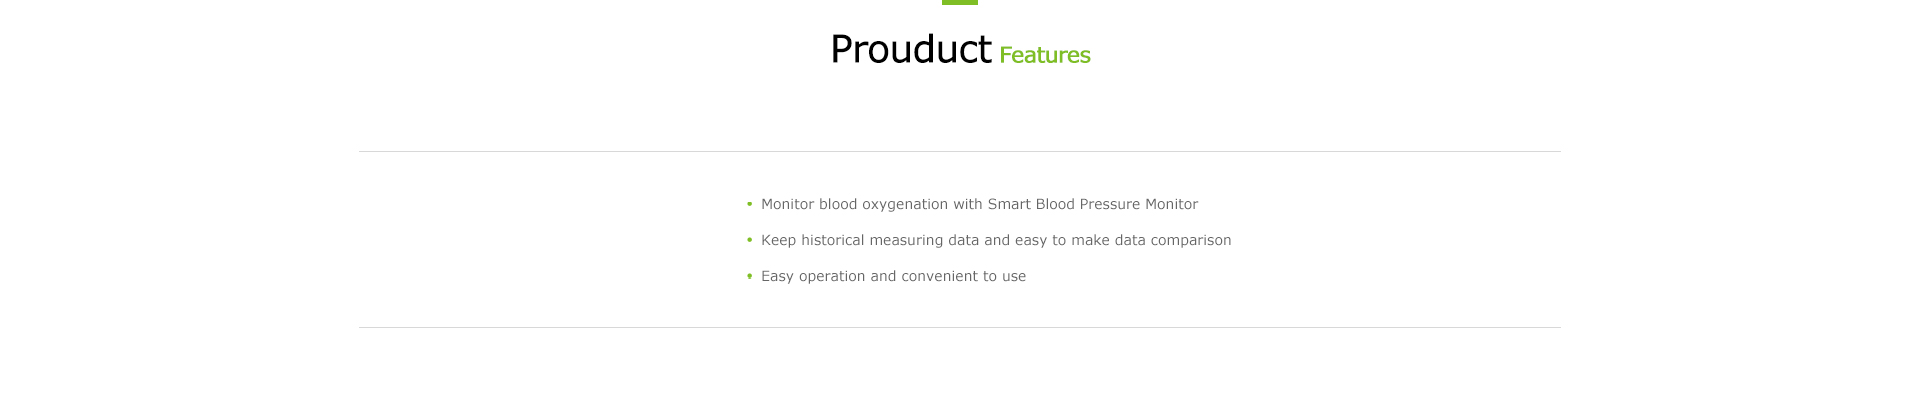 Prouduct Features
• Monitor blood oxygenation with Smart Blood Pressure Monitor
• Keep historical measuring data and easy to make data comparison
• Easy operation and convenient to use